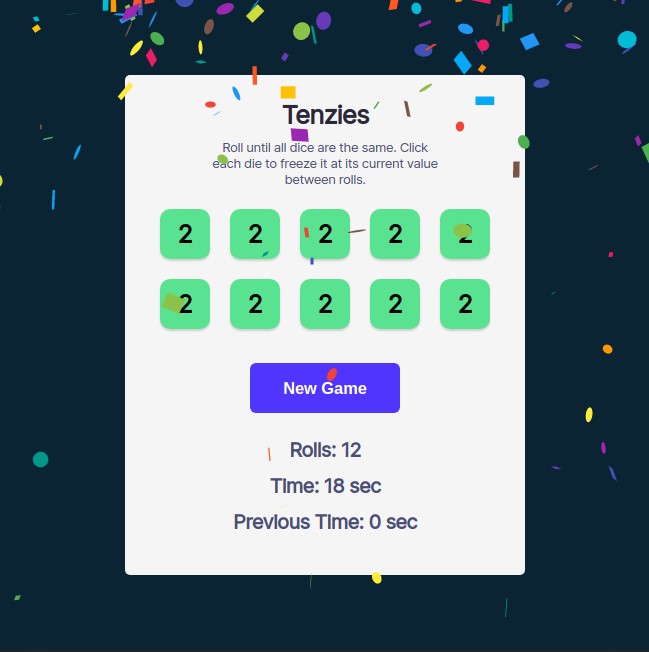 Tenzies
Roll until all dice are the same. Click
each die to freeze it at its current value
between rolls.
2 2 2 2 2
2 2 2 2 2
New Game
Rolls: 12
Time: 18 sec
Previous Time: 0 sec